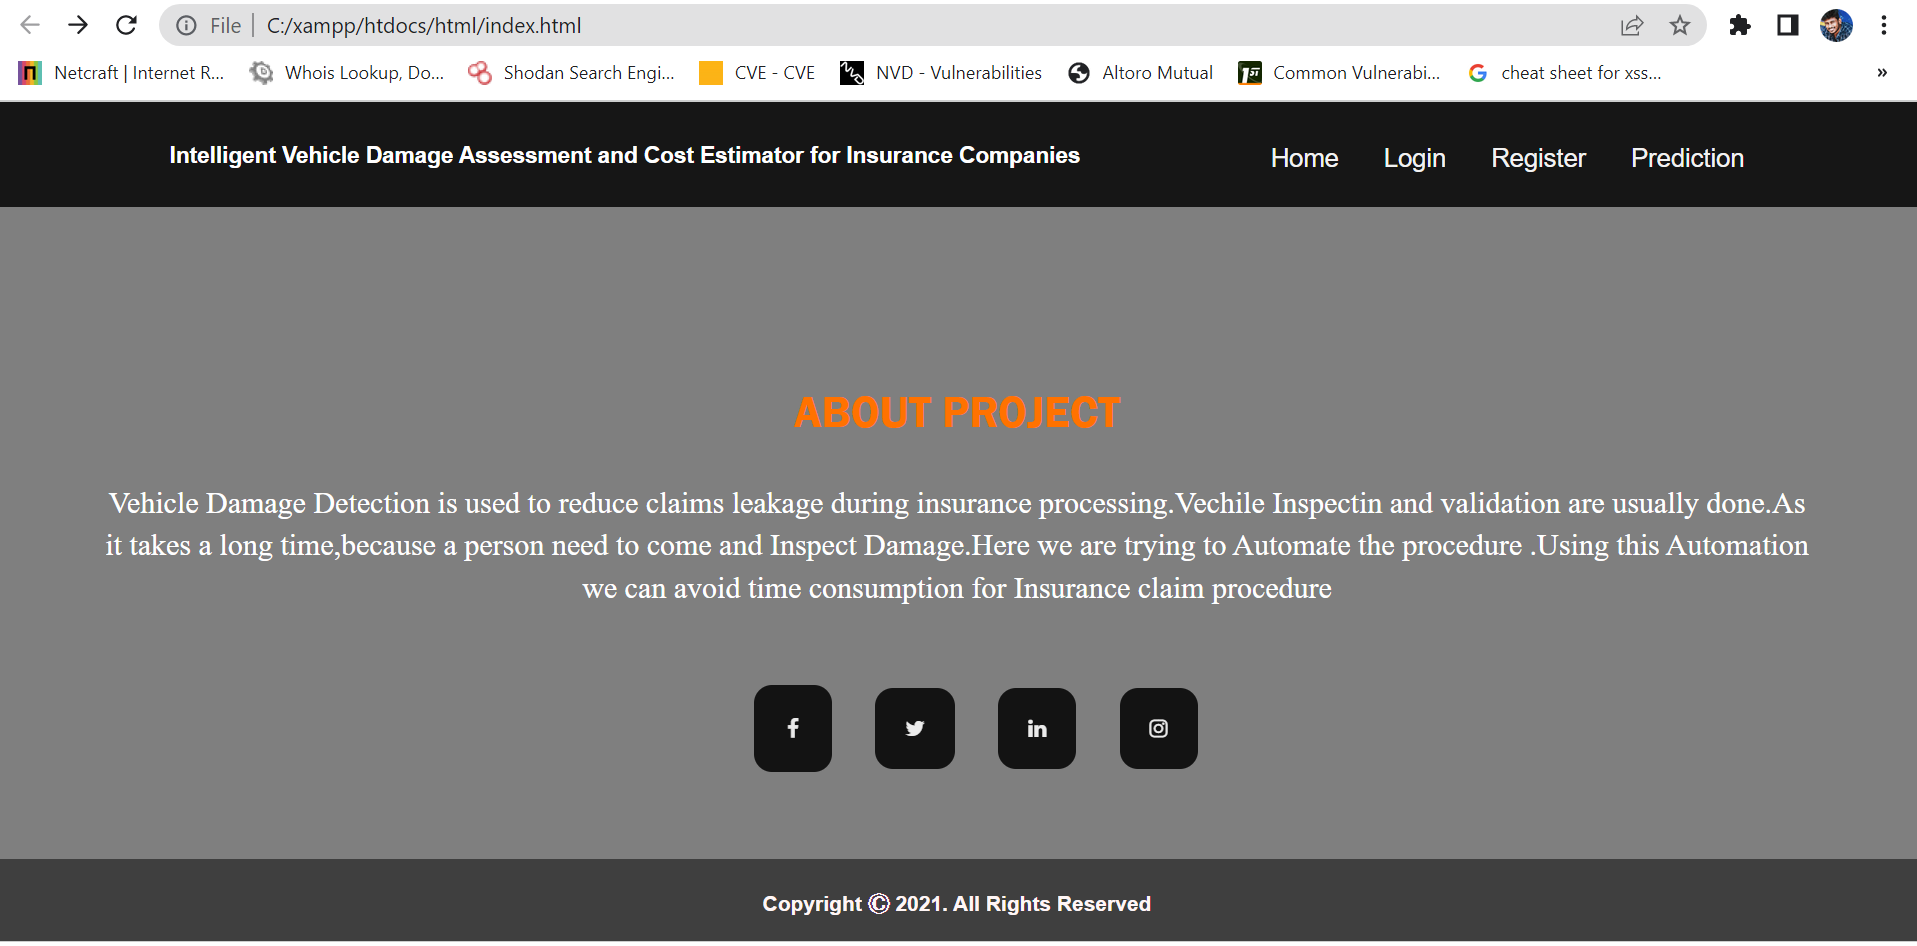 File | C:/xampp/htdocs/html/index.html
Netcraft | Internet R... Whois Lookup, Do... Shodan Search Engi... CVE - CVE NVD - Vulnerabilities Altoro Mutual Common Vulnerabi... cheat sheet for xss... »
Intelligent Vehicle Damage Assessment and Cost Estimator for Insurance Companies Home Login Register Prediction
ABOUT PROJECT
Vehicle Damage Detection is used to reduce claims leakage during insurance processing.Vechile Inspectin and validation are usually done.As
it takes a long time,because a person need to come and Inspect Damage.Here we are trying to Automate the procedure .Using this Automation
we can avoid time consumption for Insurance claim procedure
Copyright © 2021. All Rights Reserved